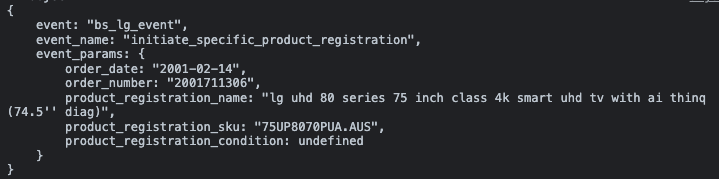 {
event: "bs_lg_event",
event_name: "initiate_specific_product_registration",
event_params: {
order_date: "2001-02-14",
order_number: "2001711306",
product_registration_name: "lg uhd 80 series 75 inch class 4k smart uhd tv with ai thinq
(74.5'' diag)",
product_registration_sku: "75UP8070PUA.AUS",
product_registration_condition: undefined
}
}